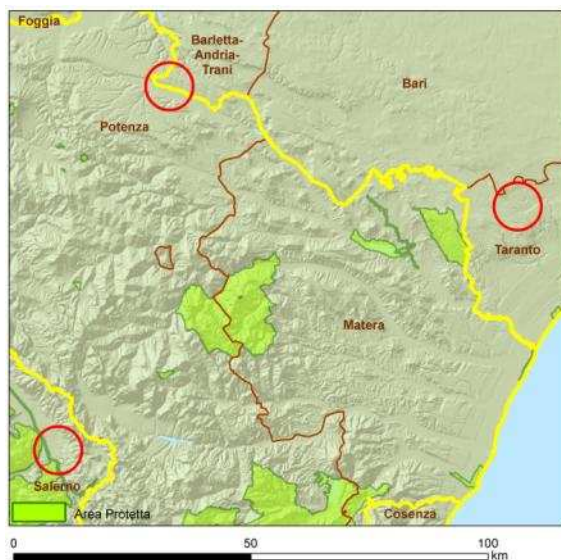 Foggia
Barletta-
Andria-
Trani
Bari
Potenza
Taranto
Matera
Salerno
Area Protetta
Cosenza
0
50
100
km